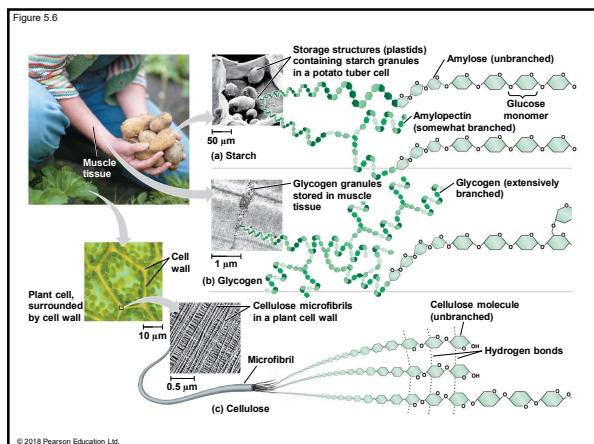 Figure 5.6
Storage structures (plastids)
containing starch granules
in a potato tuber cell
Amylose (unbranched)
O O O O O O O
O O O O O O
Glucose
monomer
Amylopectin
(somewhat branched)
50 μm
(a) Starch
Muscle
tissue
Glycogen granules
stored in muscle
tissue
Glycogen (extensively
branched)
1 μm
(b) Glycogen
Cell
wall
Plant cell,
surrounded
by cell wall
10 μm
Cellulose microfibrils
in a plant cell wall
Cellulose molecule
(unbranched)
OH
Hydrogen bonds
OH
Microfibril
0.5 μm
(c) Cellulose
© 2018 Pearson Education Ltd.